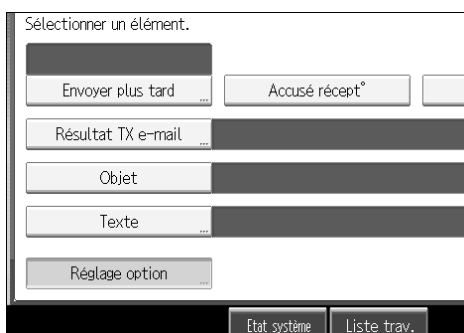 Sélectionner un élément.
Envoyer plus tard ... Accusé récept°
Résultat TX e-mail ...
Objet
Texte ...
Réglage option ...
Etat système Liste trav.